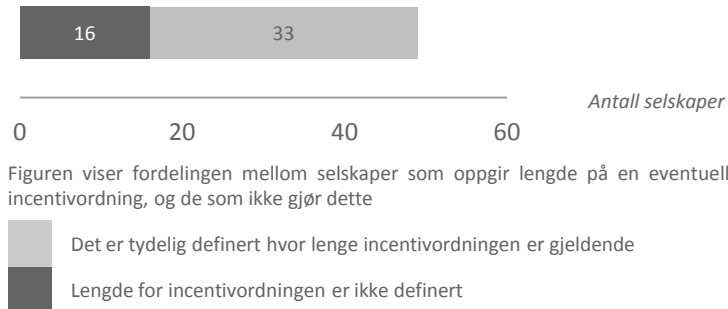 16 33
Antall selskaper
0 20 40 60
Figuren viser fordelingen mellom selskaper som oppgir lengde på en eventuell
incentivordning, og de som ikke gjør dette
Det er tydelig definert hvor lenge incentivordningen er gjeldende
Lengde for incentivordningen er ikke definert